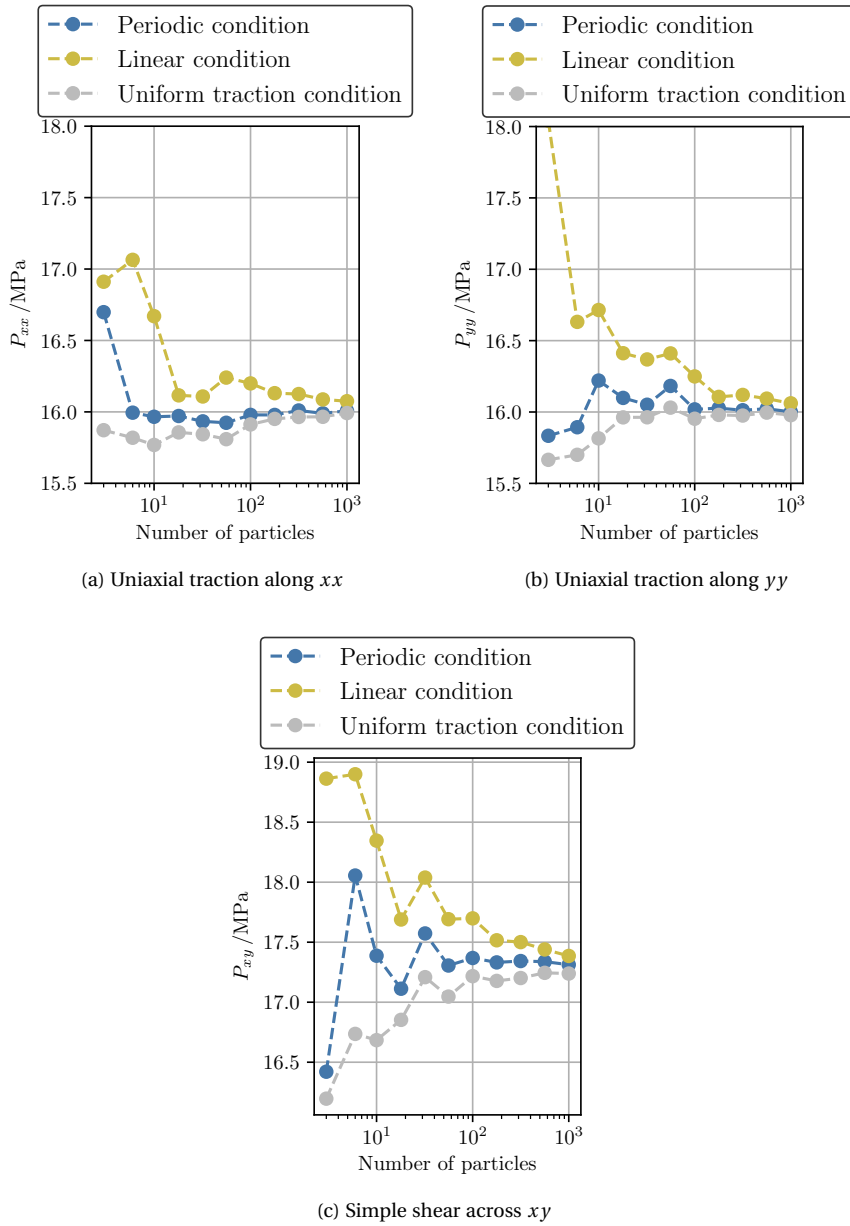 Periodic condition
Linear condition
Uniform traction condition
18.0
17.5
17.0
16.5
16.0
15.5
P_xx /MPa
10^1
10^2
10^3
Number of particles
(a) Uniaxial traction along xx
Periodic condition
Linear condition
Uniform traction condition
18.0
17.5
17.0
16.5
16.0
15.5
P_yy /MPa
10^1
10^2
10^3
Number of particles
(b) Uniaxial traction along yy
Periodic condition
Linear condition
Uniform traction condition
19.0
18.5
18.0
17.5
17.0
16.5
P_xy /MPa
10^1
10^2
10^3
Number of particles
(c) Simple shear across xy